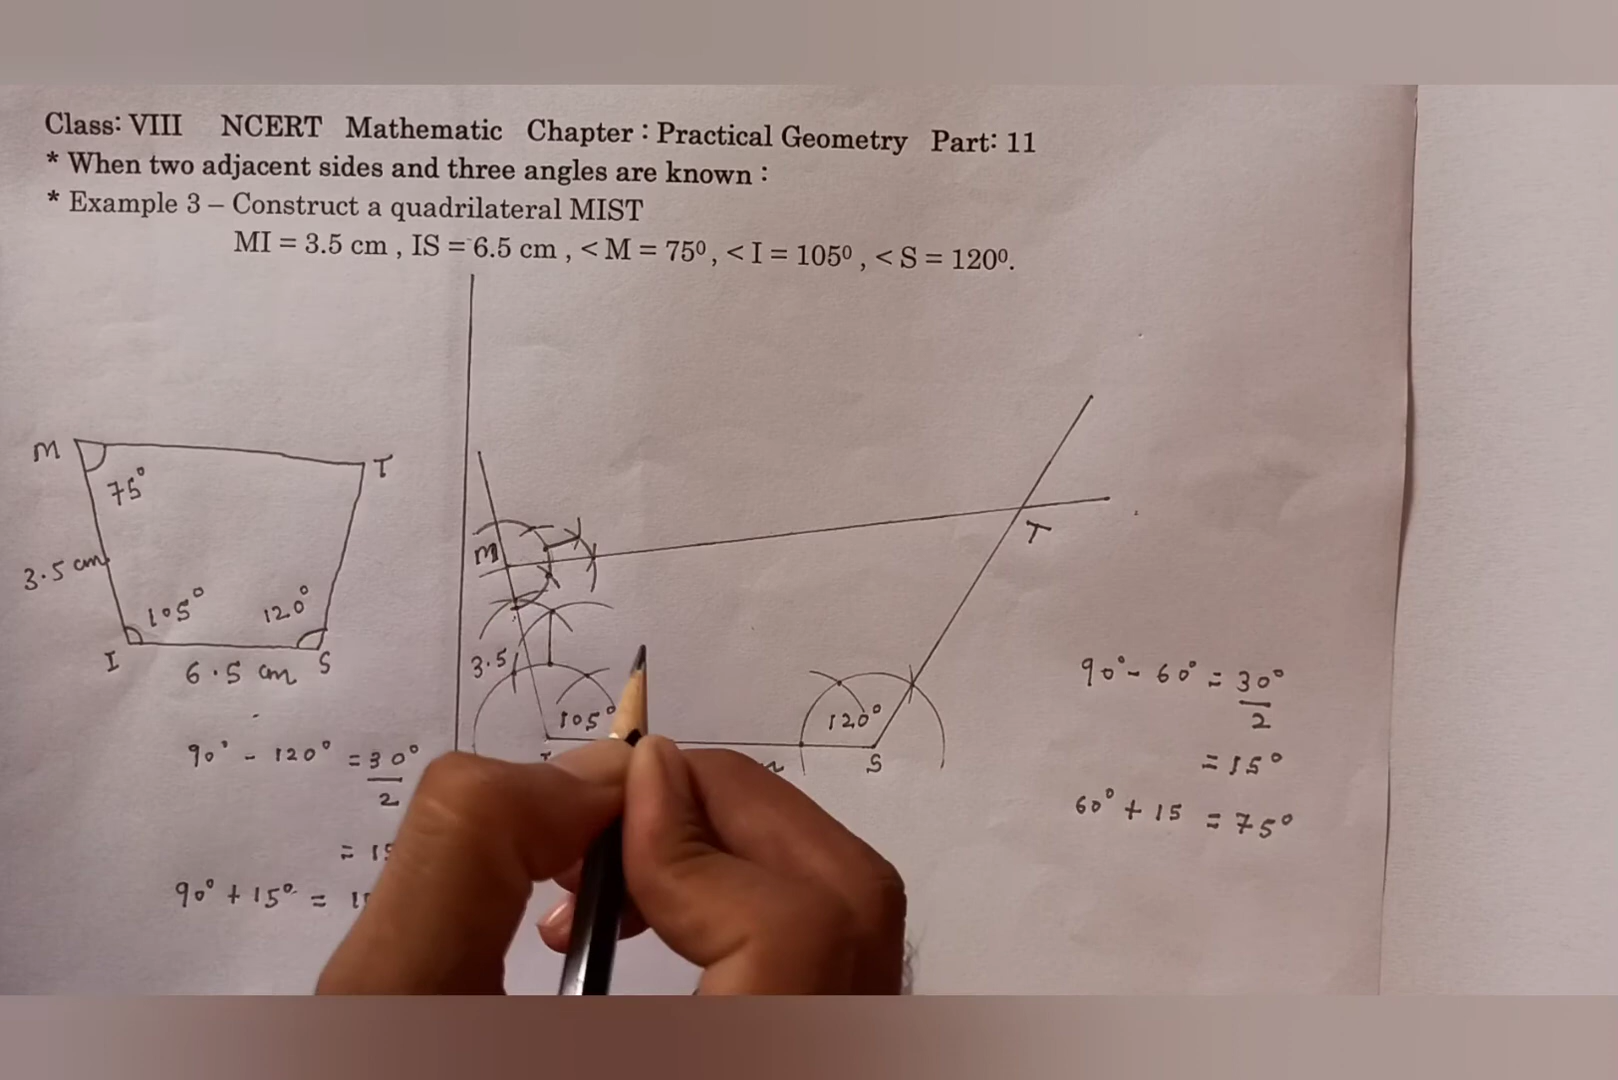 Class: VIII NCERT Mathematic Chapter : Practical Geometry Part: 11
* When two adjacent sides and three angles are known :
* Example 3 – Construct a quadrilateral MIST
MI = 3.5 cm , IS = 6.5 cm , < M = 75⁰ , < I = 105⁰ , < S = 120⁰.
M
T
75°
3.5 cm
105°
120°
I
S
6.5 cm
90° - 120° = 30°
2
90° + 15° =
M
T
3.5
105°
120°
S
90° - 60° = 30°
2
= 15°
60° + 15 = 75°